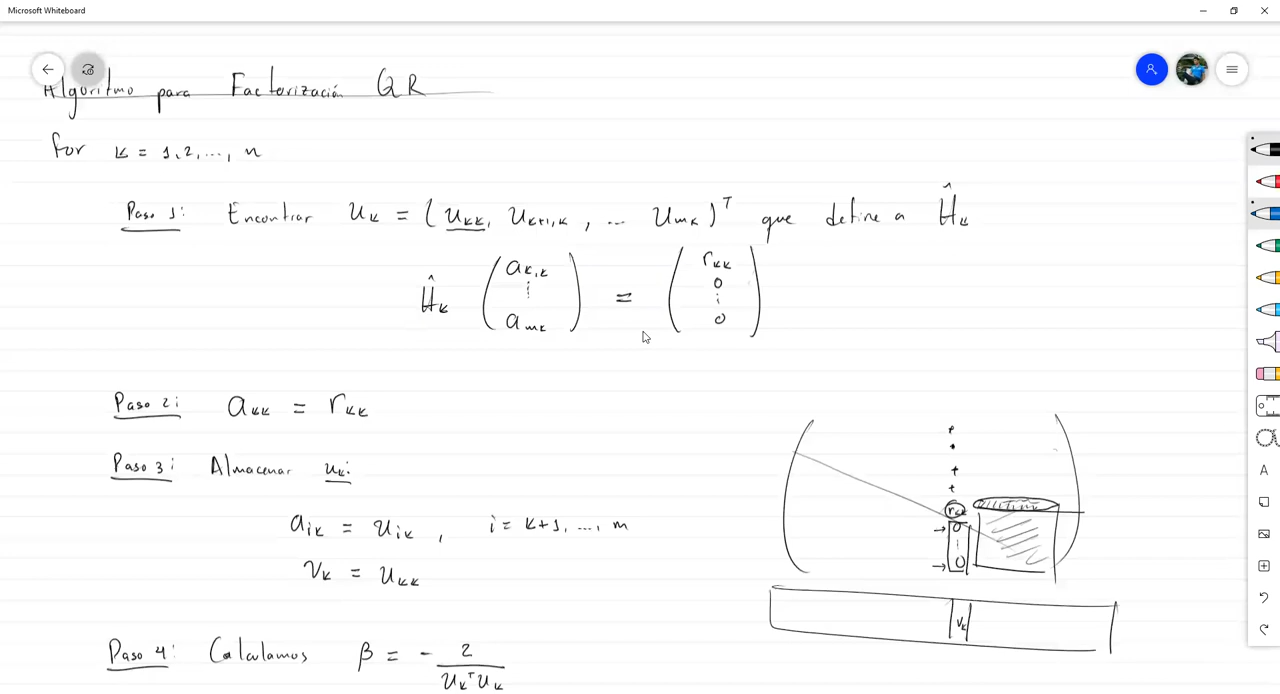 Microsoft Whiteboard
Algoritmo para Factorización QR
for k = 1,2,...,n
Paso 1: Encontrar u_k = (u_kk, u_k+1,k, ... u_mk)^T que define a Ĥ_k
Ĥ_k (a_k,k ⋮ a_mk) = (r_kk 0 ⋮ 0)
Paso 2: a_kk = r_kk
Paso 3: Almacenar u_k:
a_ik = u_ik, i = k+1, ..., m
v_k = u_kk
r_kk
0
⋮
0
v_k
Paso 4: Calculamos β = - 2 / u_k^T u_k
A